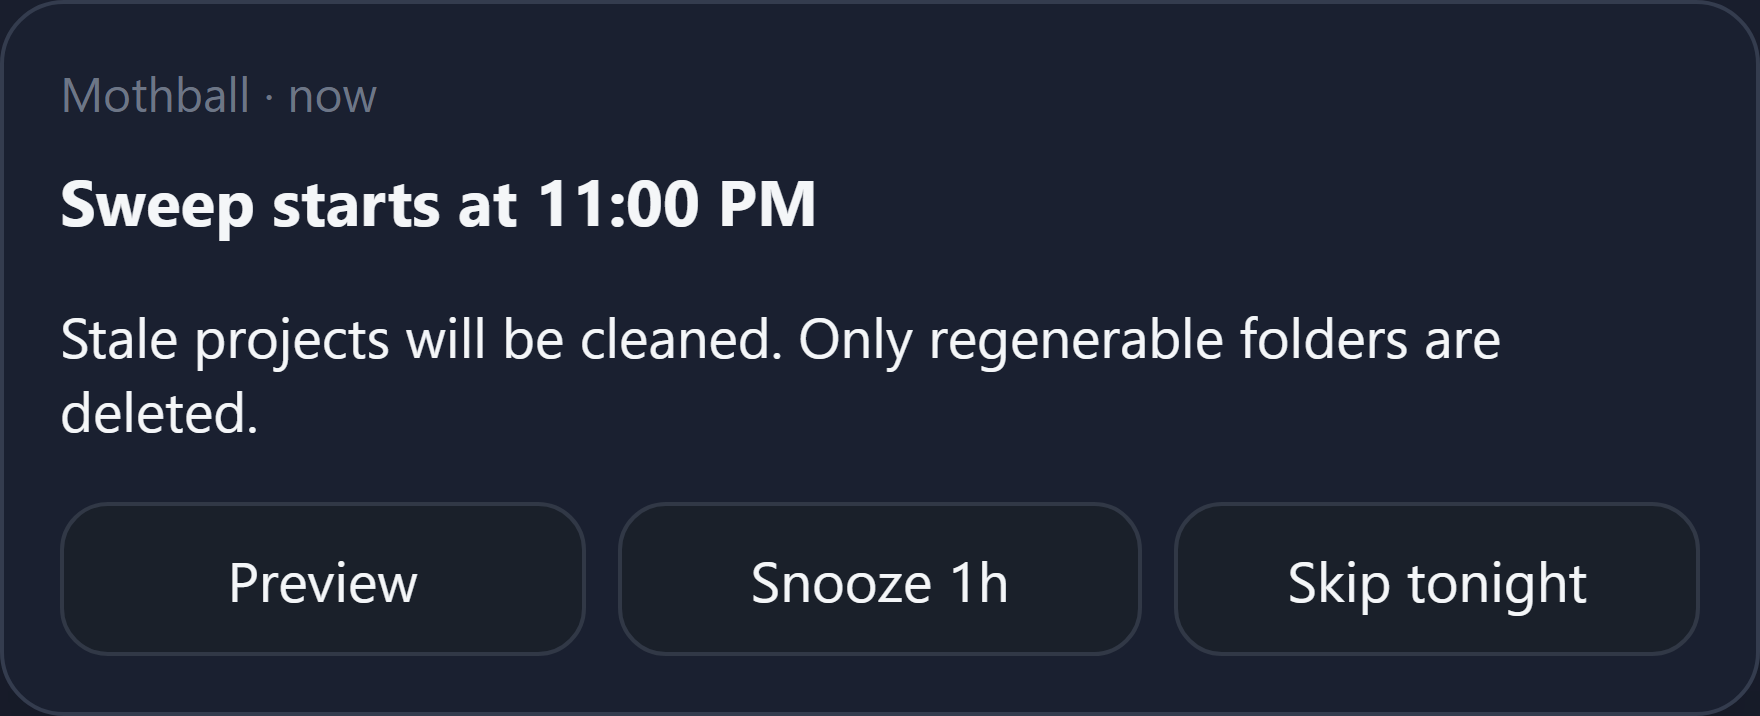 Mothball · now
Sweep starts at 11:00 PM
Stale projects will be cleaned. Only regenerable folders are
deleted.
Preview
Snooze 1h
Skip tonight